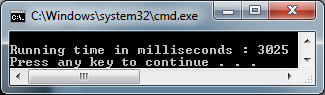 C:\Windows\system32\cmd.exe
Running time in milliseconds : 3025
Press any key to continue . . .